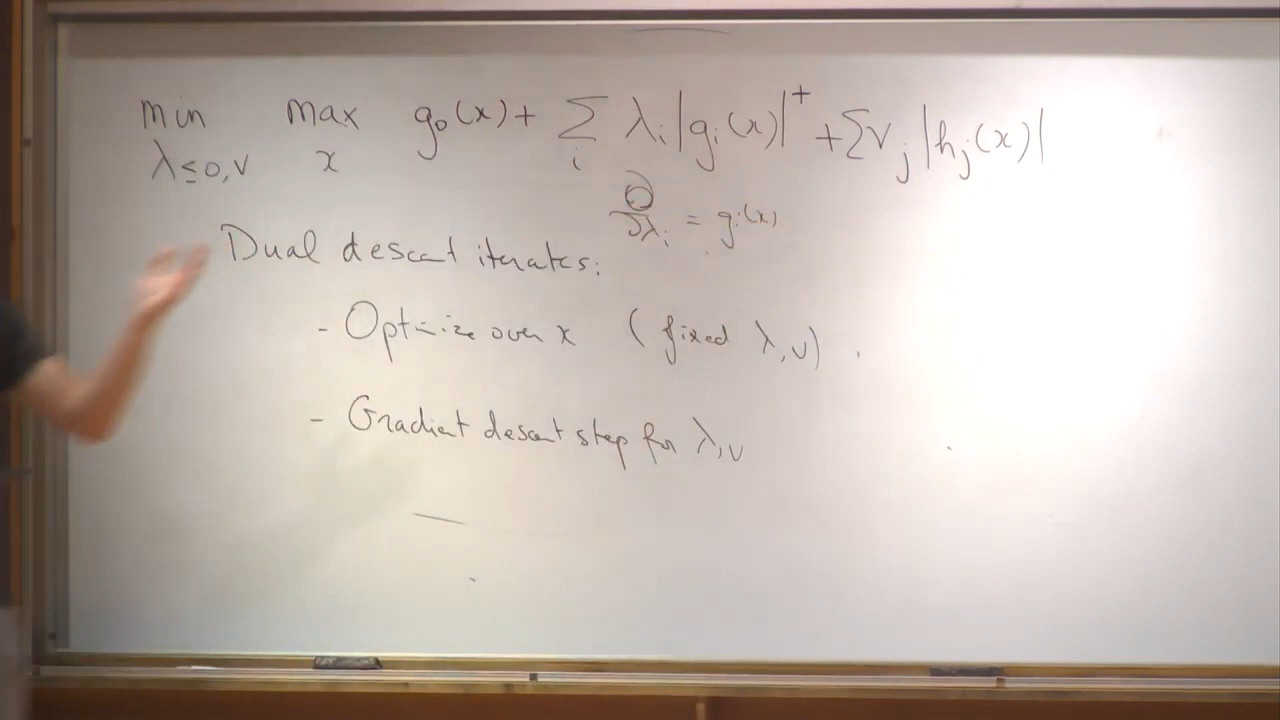 min max g₀(x) + ∑ λᵢ |gᵢ(x)|⁺ + ∑ νⱼ |hⱼ(x)|
λ ≤ 0, ν x i
∂/∂λᵢ = gᵢ(x)
Dual descent iterates:
- Optimize over x (fixed λ, ν).
- Gradient descent step for λ, ν